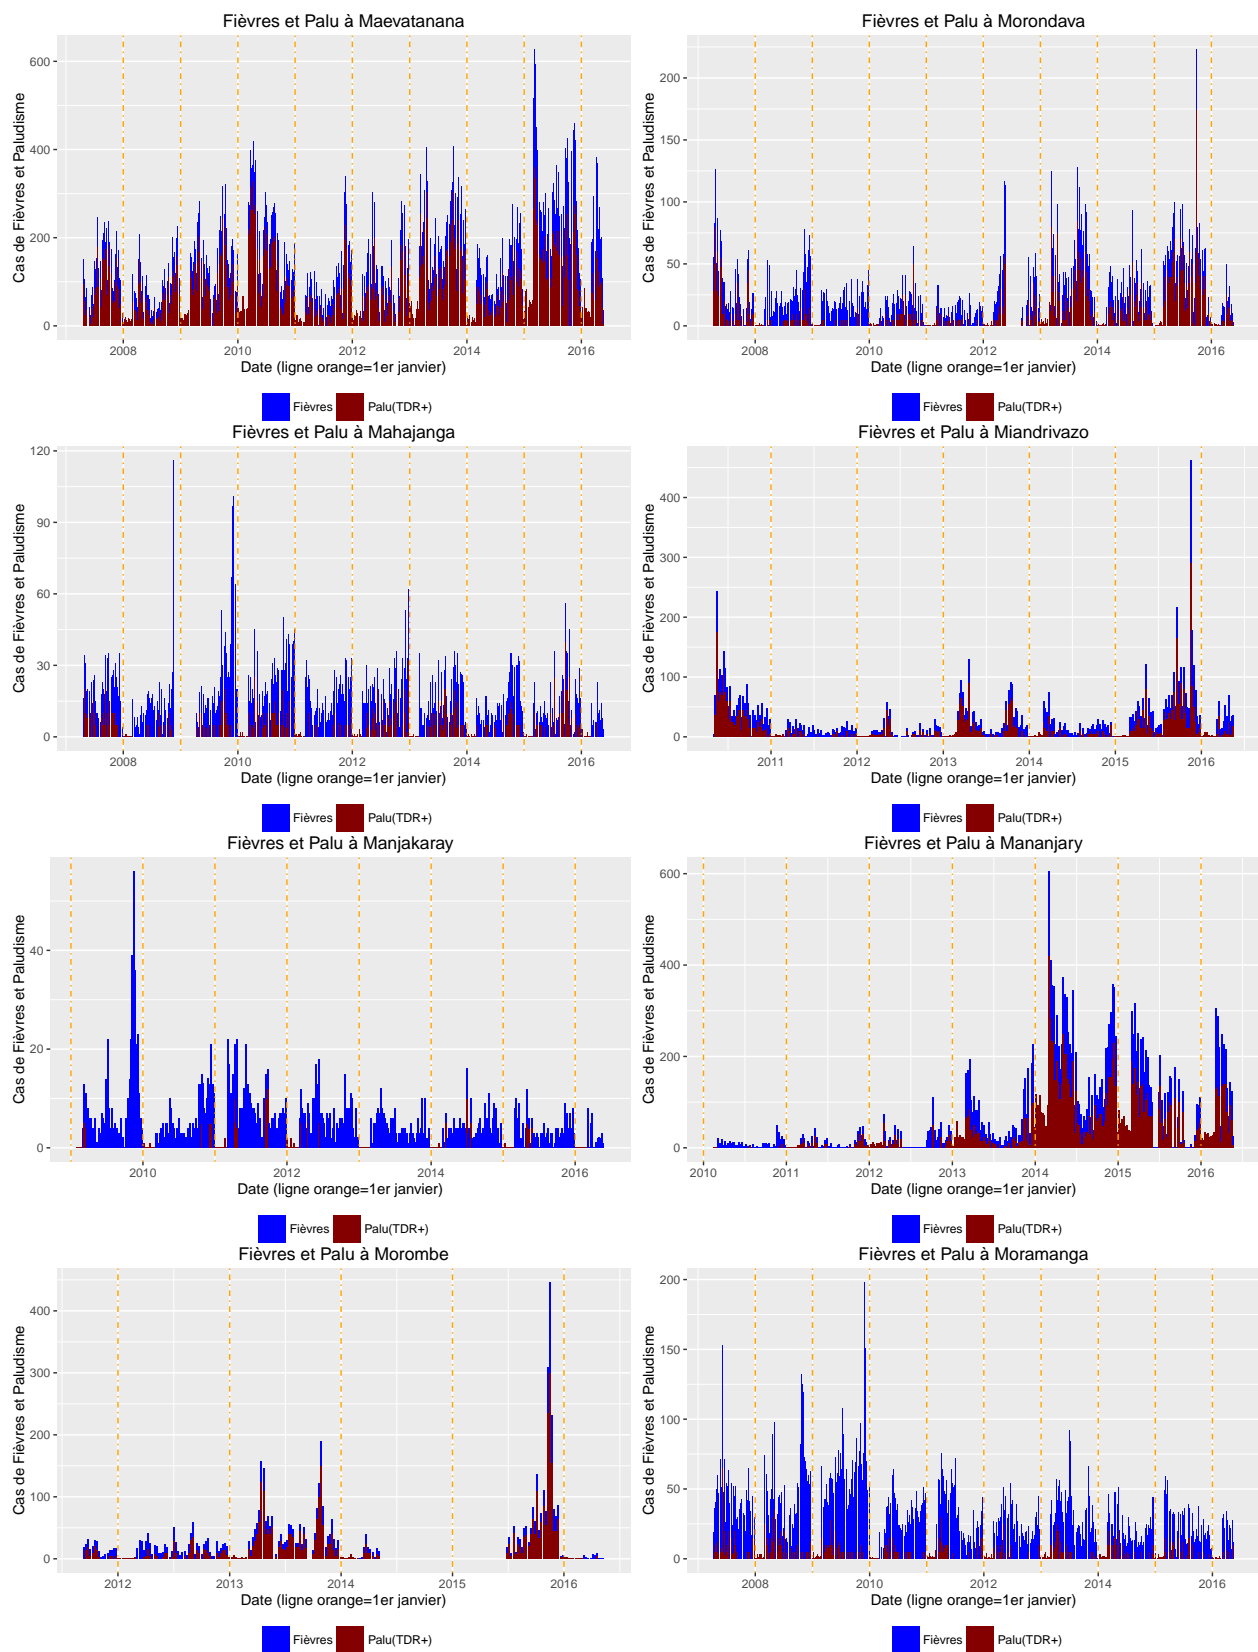 Fièvres et Palu à Maevatanana
Cas de Fièvres et Paludisme
600
400
200
0
2008
2010
2012
2014
2016
Date (ligne orange=1er janvier)
Fièvres
Palu(TDR+)
Fièvres et Palu à Morondava
Cas de Fièvres et Paludisme
200
150
100
50
0
2008
2010
2012
2014
2016
Date (ligne orange=1er janvier)
Fièvres
Palu(TDR+)
Fièvres et Palu à Mahajanga
Cas de Fièvres et Paludisme
120
90
60
30
0
2008
2010
2012
2014
2016
Date (ligne orange=1er janvier)
Fièvres
Palu(TDR+)
Fièvres et Palu à Miandrivazo
Cas de Fièvres et Paludisme
400
300
200
100
0
2011
2012
2013
2014
2015
2016
Date (ligne orange=1er janvier)
Fièvres
Palu(TDR+)
Fièvres et Palu à Manjakaray
Cas de Fièvres et Paludisme
40
20
0
2010
2012
2014
2016
Date (ligne orange=1er janvier)
Fièvres
Palu(TDR+)
Fièvres et Palu à Mananjary
Cas de Fièvres et Paludisme
600
400
200
0
2010
2011
2012
2013
2014
2015
2016
Date (ligne orange=1er janvier)
Fièvres
Palu(TDR+)
Fièvres et Palu à Morombe
Cas de Fièvres et Paludisme
400
300
200
100
0
2012
2013
2014
2015
2016
Date (ligne orange=1er janvier)
Fièvres
Palu(TDR+)
Fièvres et Palu à Moramanga
Cas de Fièvres et Paludisme
200
150
100
50
0
2008
2010
2012
2014
2016
Date (ligne orange=1er janvier)
Fièvres
Palu(TDR+)